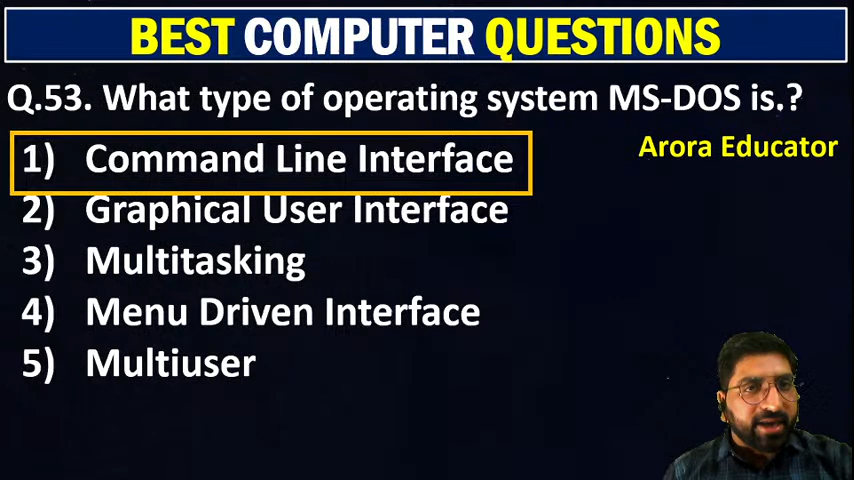 BEST COMPUTER QUESTIONS
Q.53. What type of operating system MS-DOS is.?
Arora Educator
1) Command Line Interface
2) Graphical User Interface
3) Multitasking
4) Menu Driven Interface
5) Multiuser